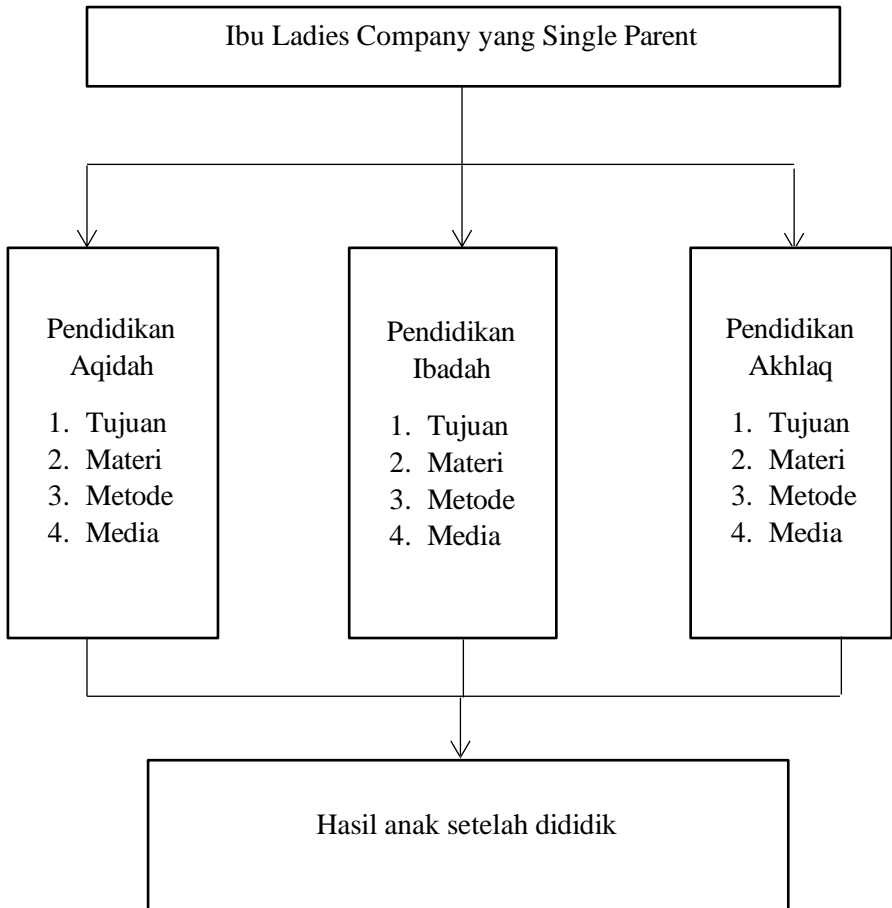 Ibu Ladies Company yang Single Parent
Pendidikan
Aqidah
1. Tujuan
2. Materi
3. Metode
4. Media
Pendidikan
Ibadah
1. Tujuan
2. Materi
3. Metode
4. Media
Pendidikan
Akhlaq
1. Tujuan
2. Materi
3. Metode
4. Media
Hasil anak setelah dididik